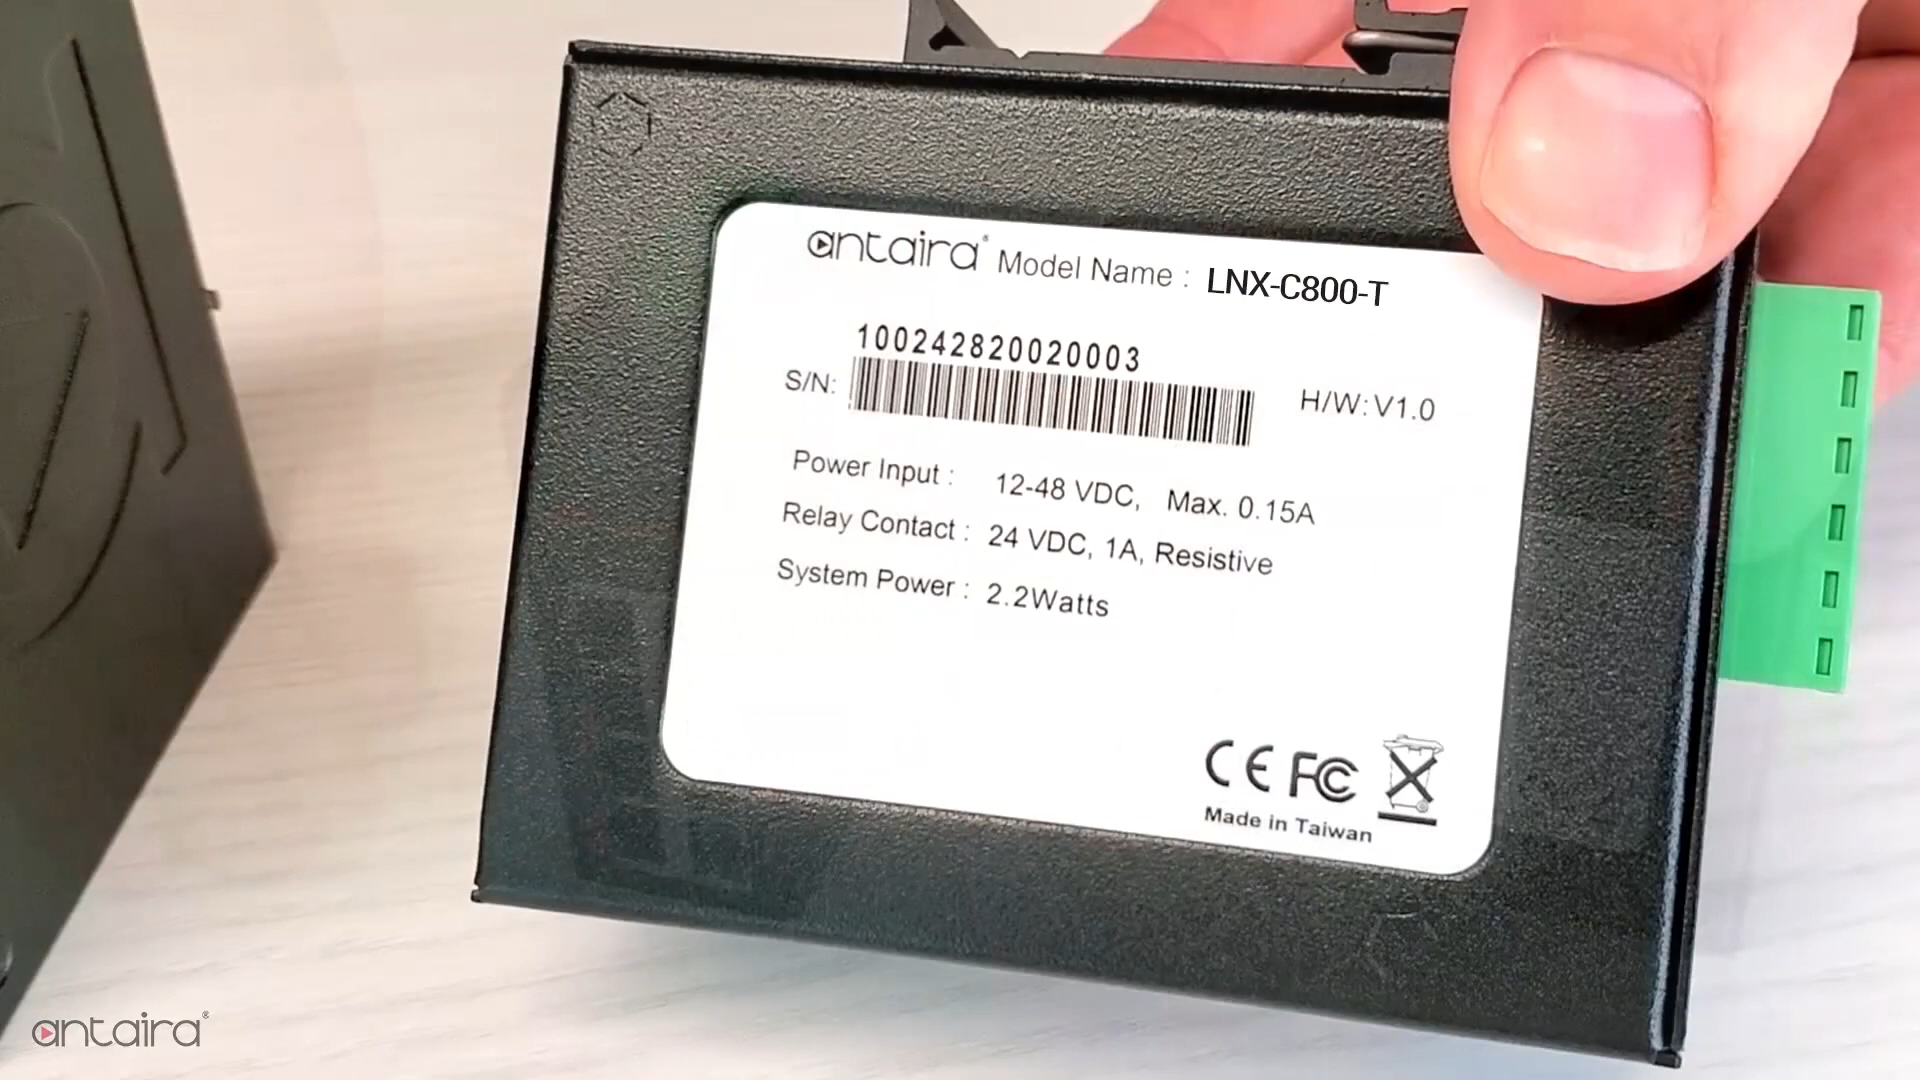 antaira® Model Name : LNX-C800-T
100242820020003
S/N:
H/W: V1.0
Power Input : 12-48 VDC, Max. 0.15A
Relay Contact : 24 VDC, 1A, Resistive
System Power : 2.2Watts
CE FC
Made in Taiwan
antaira®